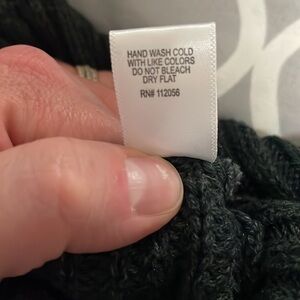 HAND WASH COLD
WITH LIKE COLORS
DO NOT BLEACH
DRY FLAT
RN# 112056